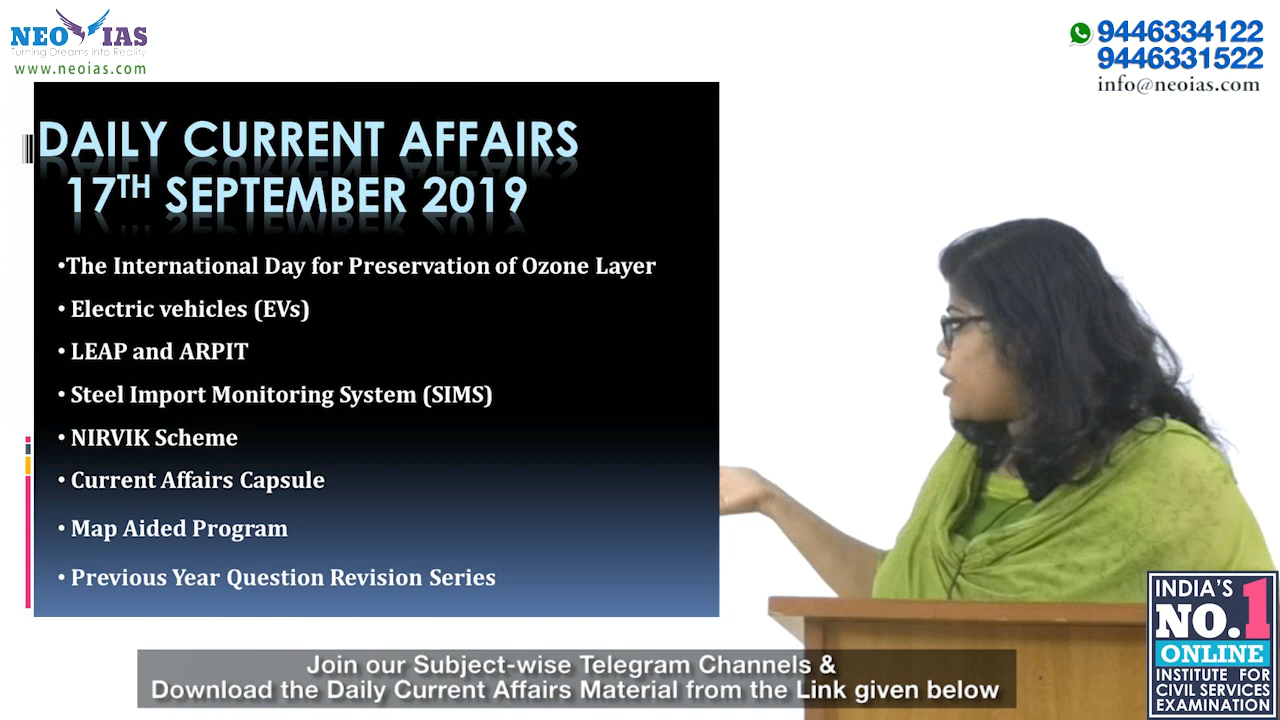 NEO IAS
Turning Dreams into Reality
www.neoias.com
9446334122
9446331522
info@neoias.com
DAILY CURRENT AFFAIRS
17TH SEPTEMBER 2019
•The International Day for Preservation of Ozone Layer
• Electric vehicles (EVs)
• LEAP and ARPIT
• Steel Import Monitoring System (SIMS)
• NIRVIK Scheme
• Current Affairs Capsule
• Map Aided Program
• Previous Year Question Revision Series
Join our Subject-wise Telegram Channels &
Download the Daily Current Affairs Material from the Link given below
INDIA'S
NO.1
ONLINE
INSTITUTE FOR
CIVIL SERVICES
EXAMINATION